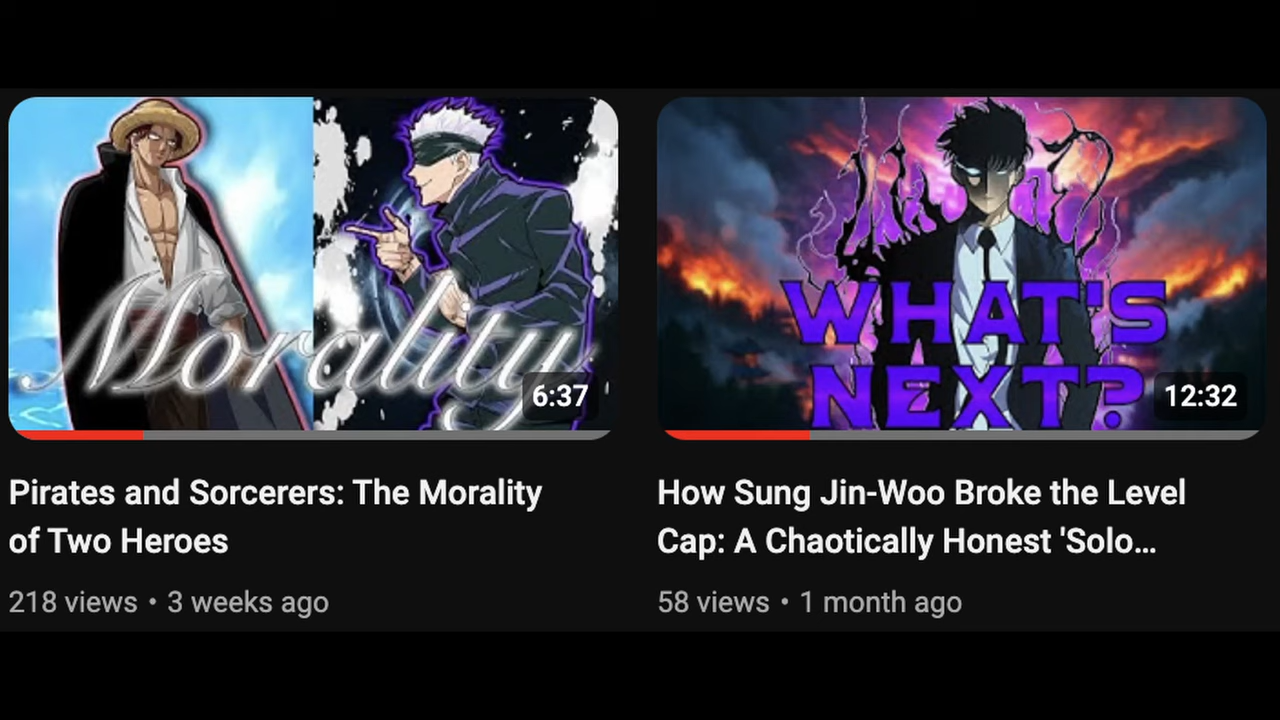 Morality
6:37
WHAT'S
NEXT?
12:32
Pirates and Sorcerers: The Morality
of Two Heroes
218 views • 3 weeks ago
How Sung Jin-Woo Broke the Level
Cap: A Chaotically Honest 'Solo...
58 views • 1 month ago